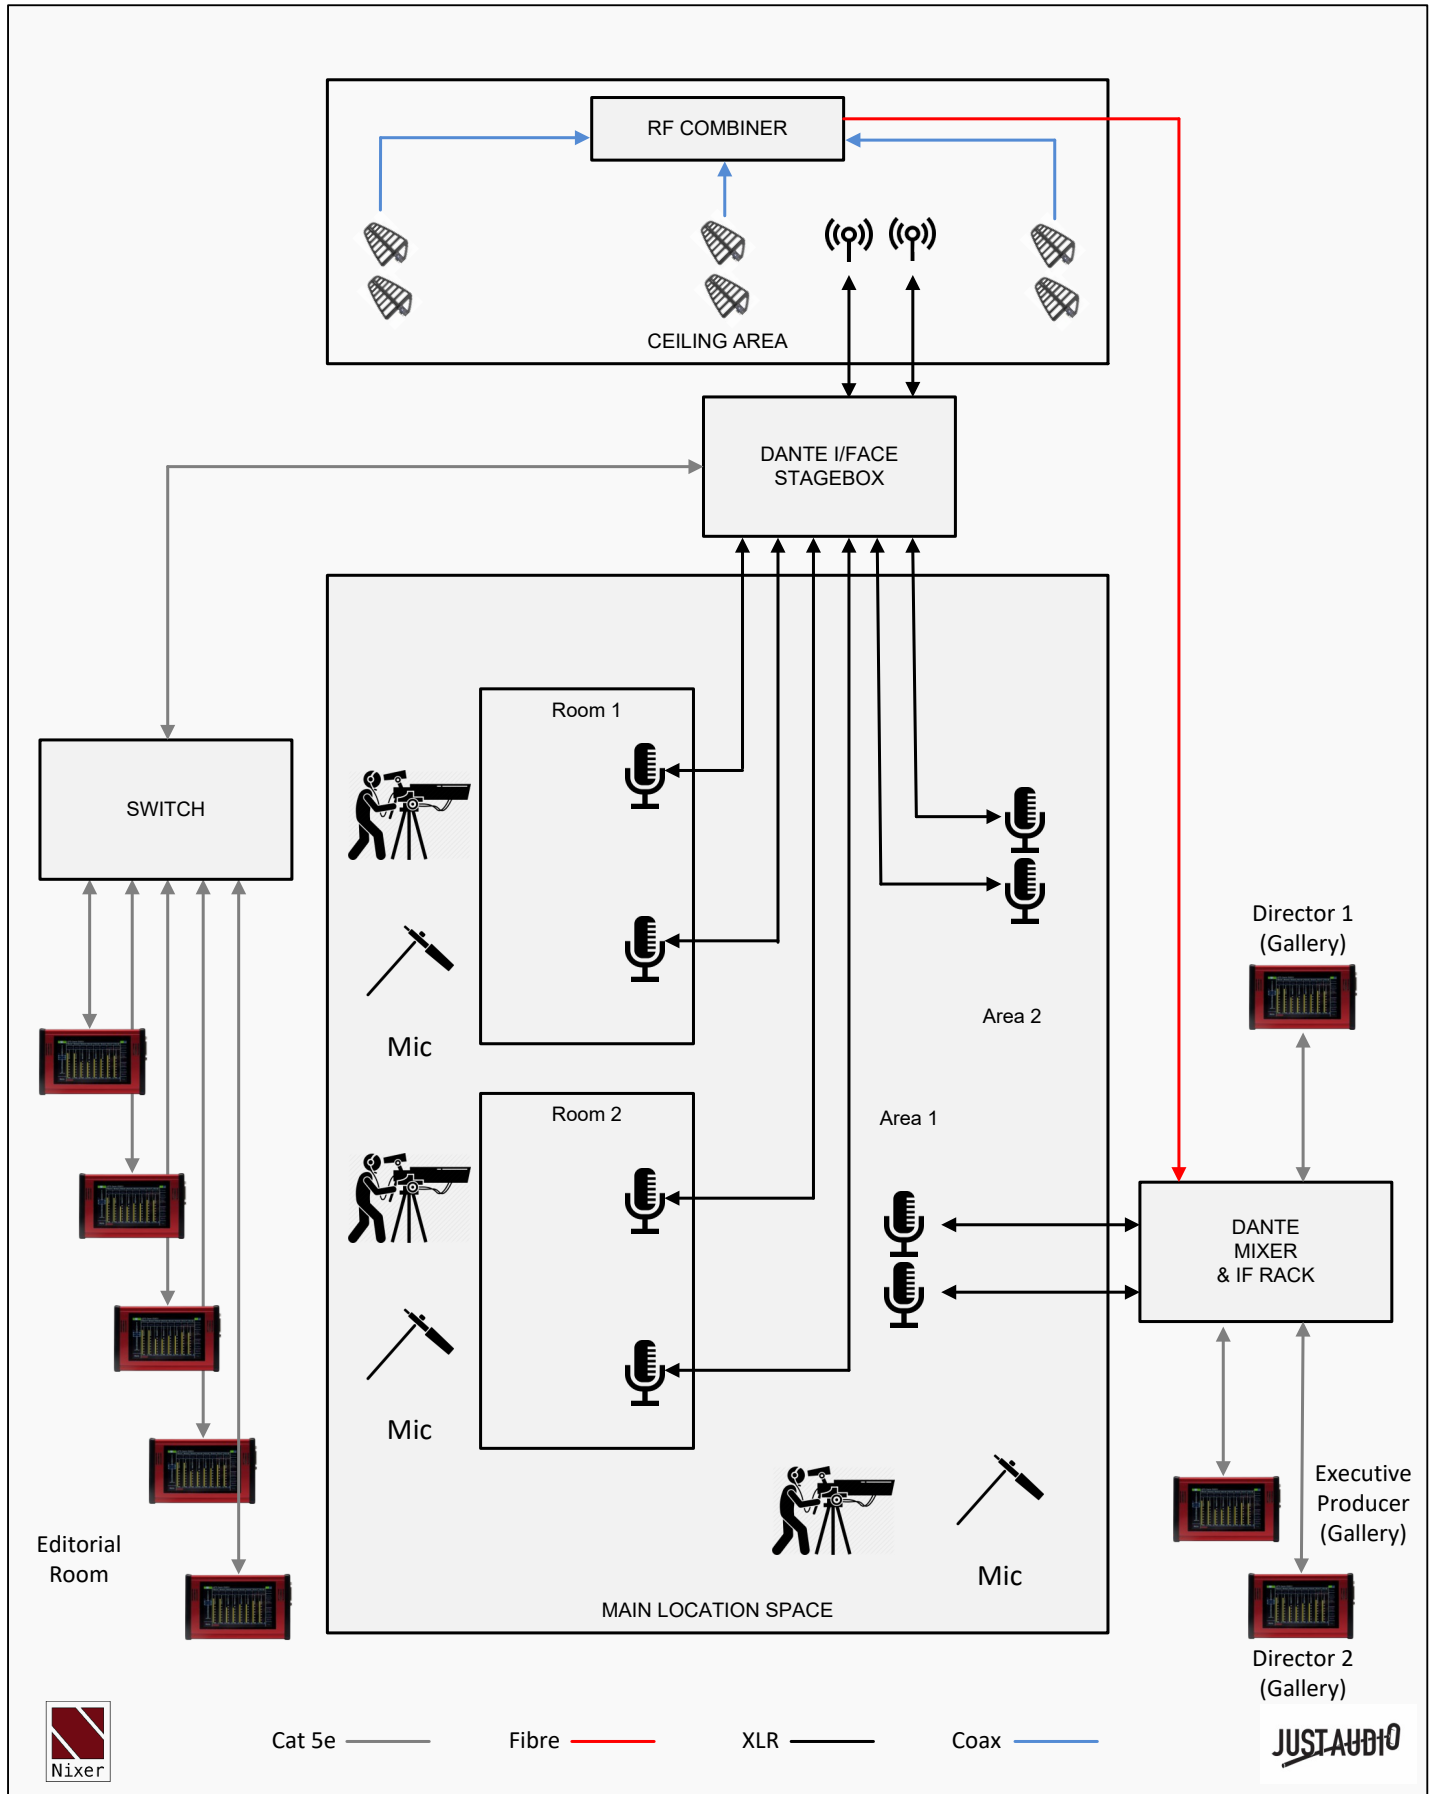 RF COMBINER
CEILING AREA
DANTE I/FACE
STAGEBOX
Room 1
SWITCH
Director 1
(Gallery)
Area 2
Mic
Room 2
Area 1
DANTE
MIXER
& IF RACK
Mic
Executive
Producer
(Gallery)
Editorial
Room
Mic
MAIN LOCATION SPACE
Director 2
(Gallery)
Cat 5e
Fibre
XLR
Coax
Nixer
JUST AUDIO